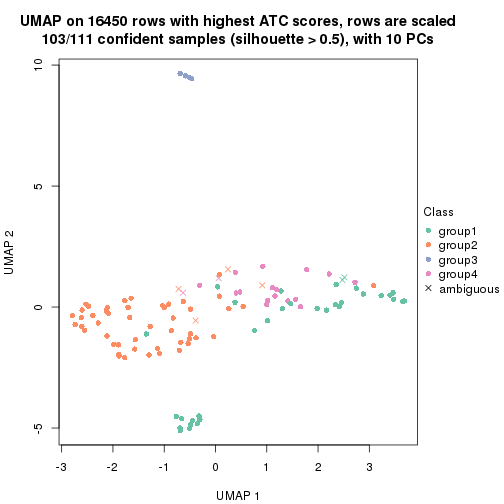 UMAP on 16450 rows with highest ATC scores, rows are scaled
103/111 confident samples (silhouette > 0.5), with 10 PCs
10
5
0
-5
UMAP 2
-3 -2 -1 0 1 2 3
UMAP 1
Class
group1
group2
group3
group4
ambiguous